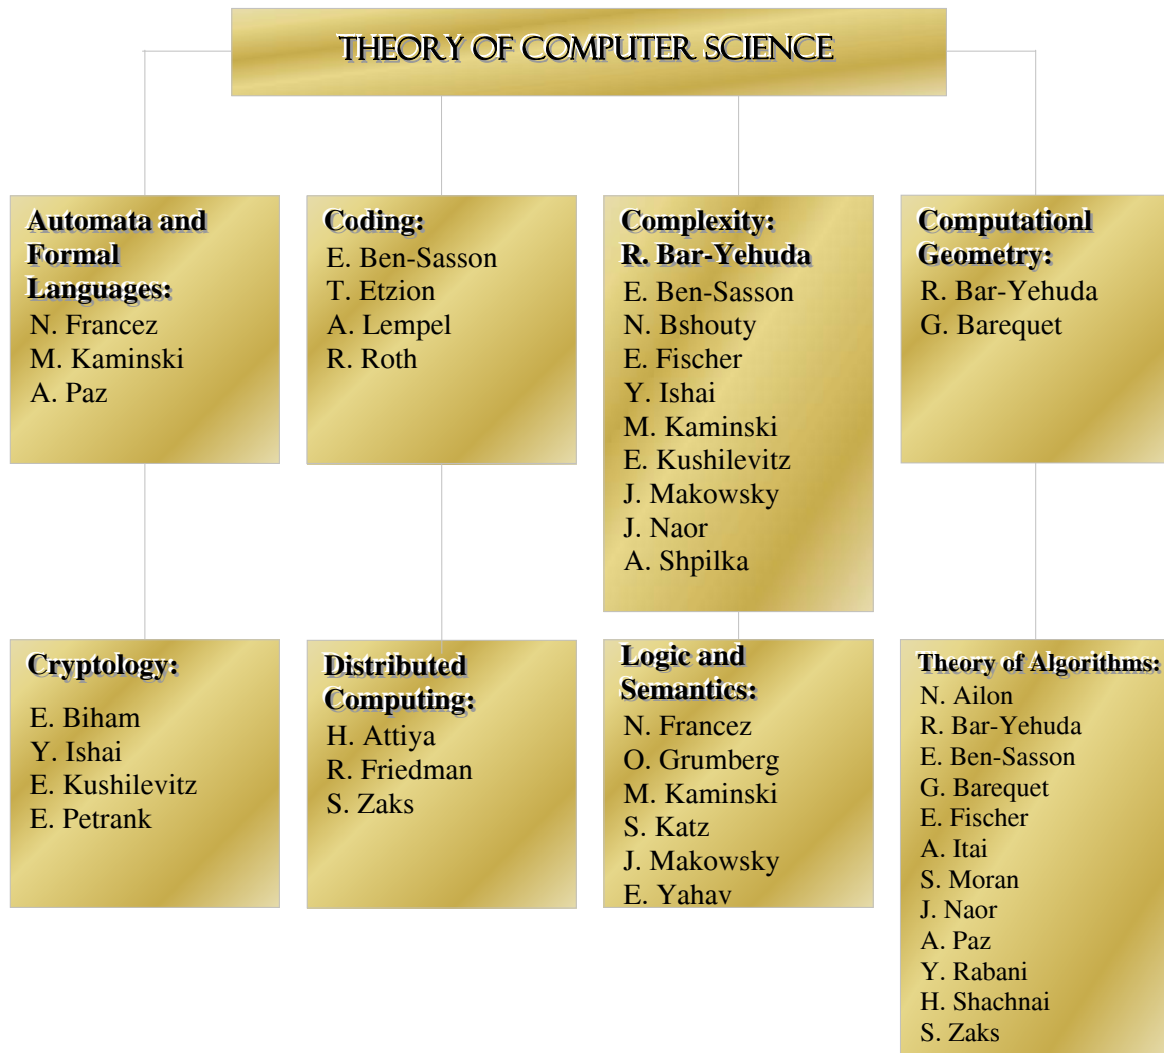 THEORY OF COMPUTER SCIENCE
Automata and
Formal
Languages:
N. Francez
M. Kaminski
A. Paz
Coding:
E. Ben-Sasson
T. Etzion
A. Lempel
R. Roth
Complexity:
R. Bar-Yehuda
E. Ben-Sasson
N. Bshouty
E. Fischer
Y. Ishai
M. Kaminski
E. Kushilevitz
J. Makowsky
J. Naor
A. Shpilka
Computationl
Geometry:
R. Bar-Yehuda
G. Barequet
Cryptology:
E. Biham
Y. Ishai
E. Kushilevitz
E. Petrank
Distributed
Computing:
H. Attiya
R. Friedman
S. Zaks
Logic and
Semantics:
N. Francez
O. Grumberg
M. Kaminski
S. Katz
J. Makowsky
E. Yahav
Theory of Algorithms:
N. Ailon
R. Bar-Yehuda
E. Ben-Sasson
G. Barequet
E. Fischer
A. Itai
S. Moran
J. Naor
A. Paz
Y. Rabani
H. Shachnai
S. Zaks